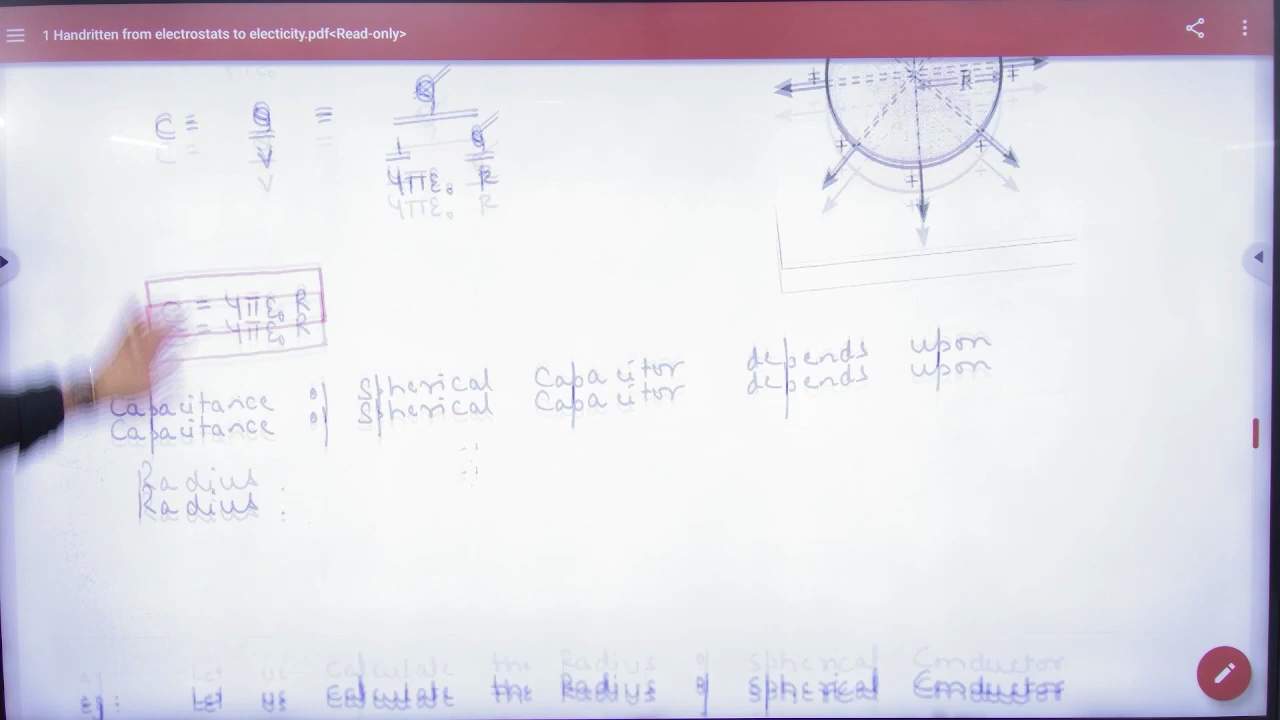 1 Handritten from electrostats to electicity.pdf<Read-only>
C = Q/V = Q / (1/4πε₀ Q/R)
R
C = 4πε₀ R
Capacitance of Spherical Capacitor depends upon
Radius.
eg: Let us Calculate the Radius of Spherical Conductor